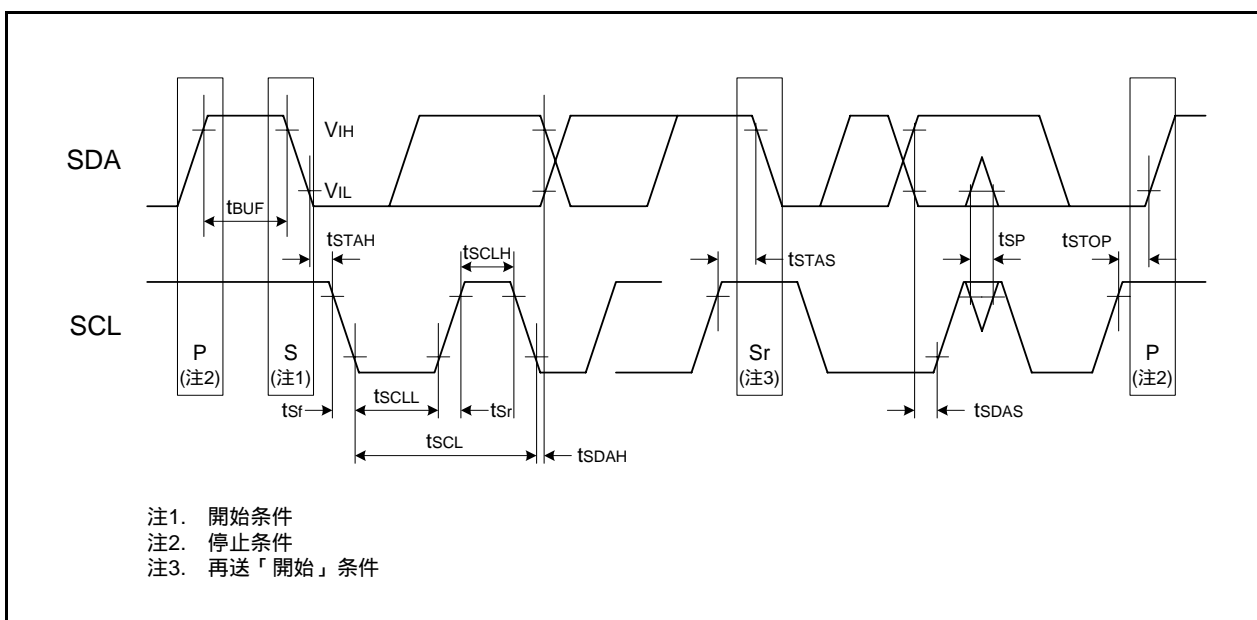 SDA
VIH
VIL
tBUF
tSTAH
tSCLH
tSTAS
tSP
tSTOP
SCL
P
(注2)
S
(注1)
Sr
(注3)
P
(注2)
tSf
tSCLL
tSr
tSDAS
tSCL
tSDAH
注1. 開始条件
注2. 停止条件
注3. 再送「開始」条件